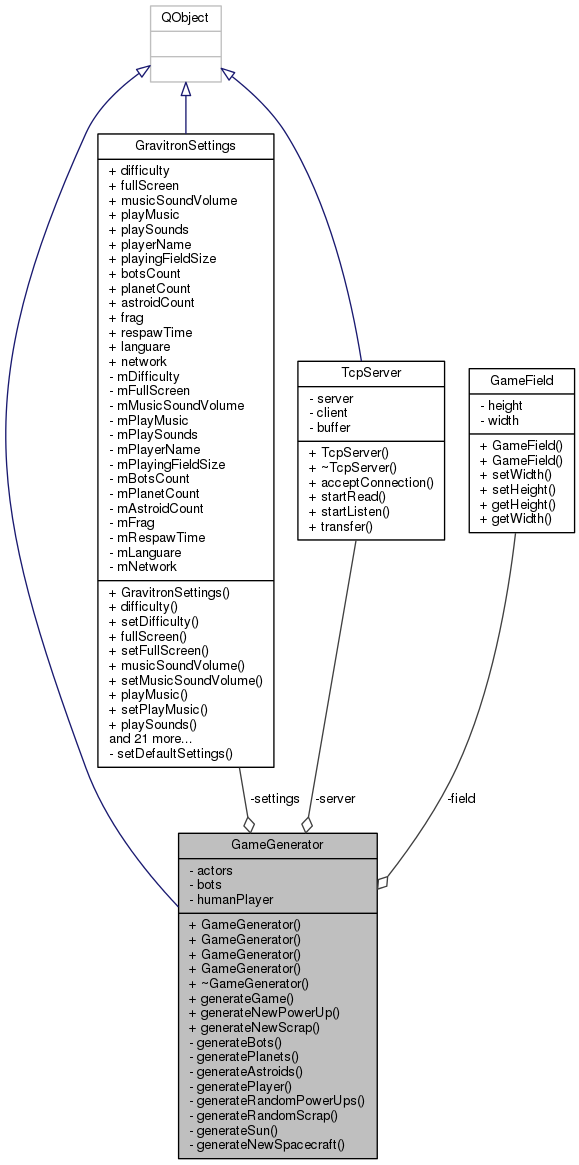 QObject
GravitronSettings
+ difficulty
+ fullScreen
+ musicSoundVolume
+ playMusic
+ playSounds
+ playerName
+ playingFieldSize
+ botsCount
+ planetCount
+ astroidCount
+ frag
+ respawTime
+ languare
+ network
- mDifficulty
- mFullScreen
- mMusicSoundVolume
- mPlayMusic
- mPlaySounds
- mPlayerName
- mPlayingFieldSize
- mBotsCount
- mPlanetCount
- mAstroidCount
- mFrag
- mRespawTime
- mLanguare
- mNetwork
+ GravitronSettings()
+ difficulty()
+ setDifficulty()
+ fullScreen()
+ setFullScreen()
+ musicSoundVolume()
+ setMusicSoundVolume()
+ playMusic()
+ setPlayMusic()
+ playSounds()
and 21 more...
- setDefaultSettings()
TcpServer
- server
- client
- buffer
+ TcpServer()
+ ~TcpServer()
+ acceptConnection()
+ startRead()
+ startListen()
+ transfer()
GameField
- height
- width
+ GameField()
+ GameField()
+ setWidth()
+ setHeight()
+ getHeight()
+ getWidth()
-settings
-server
-field
GameGenerator
- actors
- bots
- humanPlayer
+ GameGenerator()
+ GameGenerator()
+ GameGenerator()
+ GameGenerator()
+ ~GameGenerator()
+ generateGame()
+ generateNewPowerUp()
+ generateNewScrap()
- generateBots()
- generatePlanets()
- generateAstroids()
- generatePlayer()
- generateRandomPowerUps()
- generateRandomScrap()
- generateSun()
- generateNewSpacecraft()